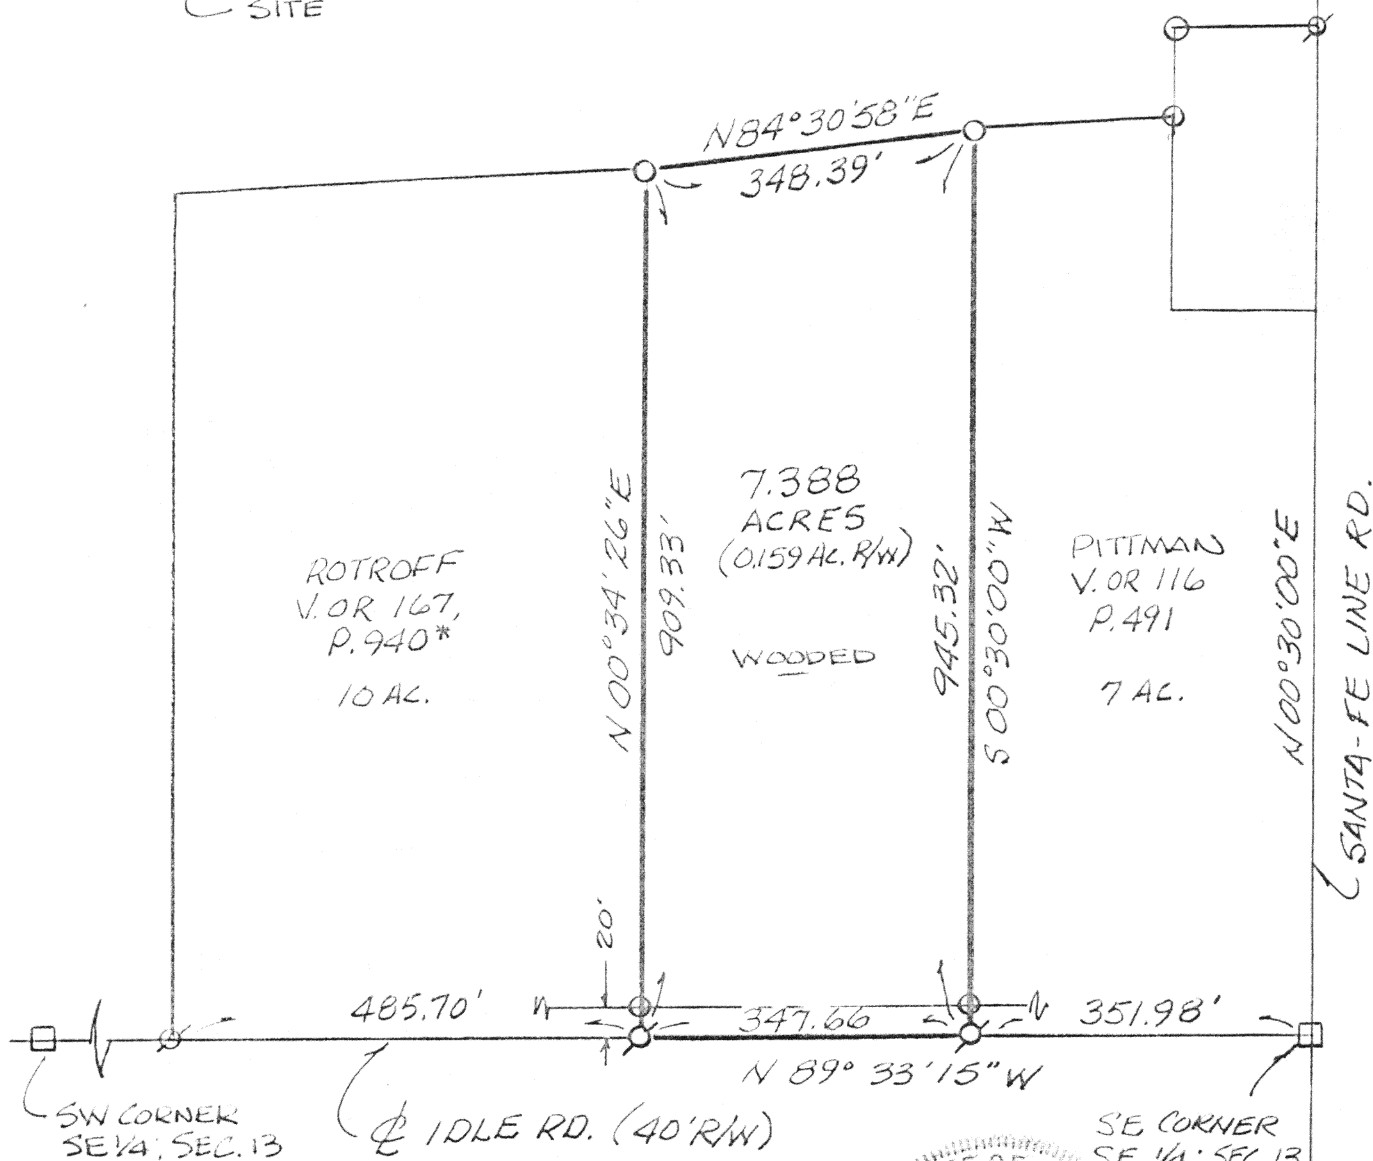 SITE
N84°30'58"E
348.39'
7.388
ACRES
(0.159 AC. R/W)
WOODED
ROTROFF
V. OR 167,
P. 940*
10 AC.
N 00°34'26"E
909.33'
945.32'
S 00°30'00"W
PITTMAN
V. OR 116
P. 491
7 AC.
N 00°30'00"E
SANTA-FE LINE RD.
20'
485.70'
347.66
351.98'
N 89° 33'15"W
SW CORNER
SE 1/4; SEC. 13
℄ IDLE RD. (40' R/W)
SE CORNER
SE 1/4; SEC. 13